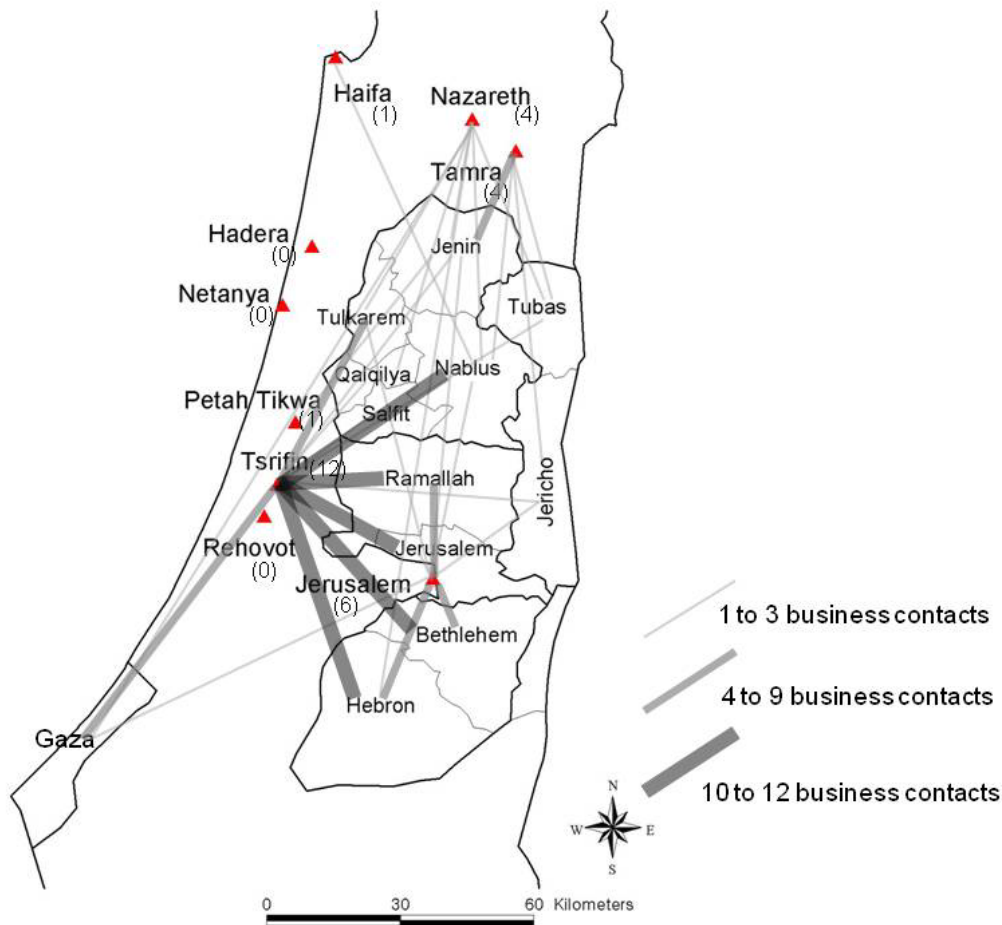 Haifa
(1)
Nazareth
(4)
Tamra
(4)
Hadera
(0)
Jenin
Netanya
(0)
Tulkarem
Tubas
Qalqilya
Nablus
Petah Tikwa
(1)
Salfit
Tsrifin
(12)
Ramallah
Jericho
Rehovot
(0)
Jerusalem
Jerusalem
(6)
Bethlehem
Hebron
Gaza
1 to 3 business contacts
4 to 9 business contacts
10 to 12 business contacts
N
W E
S
0 30 60 Kilometers